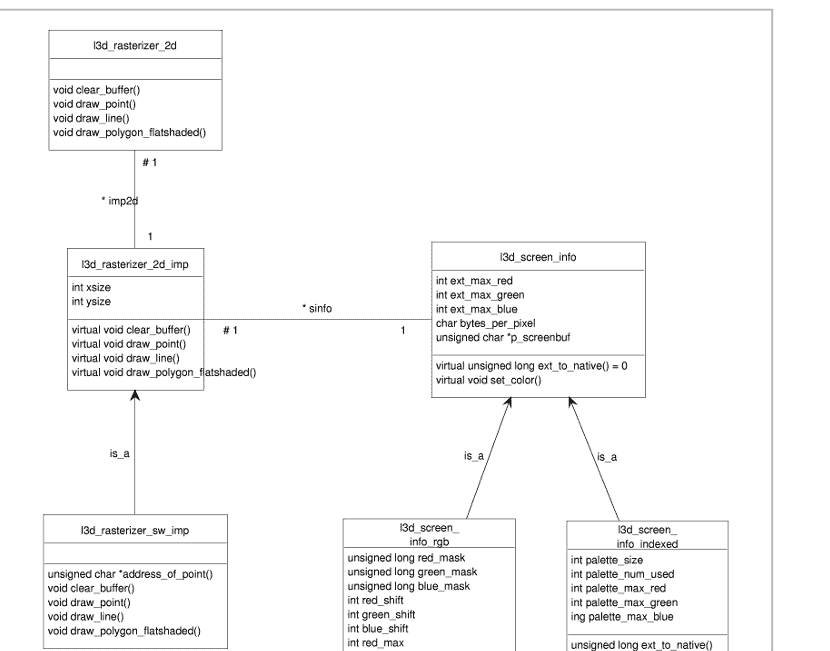 l3d_rasterizer_2d
void clear_buffer()
void draw_point()
void draw_line()
void draw_polygon_flatshaded()
# 1
* imp2d
1
l3d_rasterizer_2d_imp
int xsize
int ysize
virtual void clear_buffer()
virtual void draw_point()
virtual void draw_line()
virtual void draw_polygon_flatshaded()
* sinfo
# 1
1
l3d_screen_info
int ext_max_red
int ext_max_green
int ext_max_blue
char bytes_per_pixel
unsigned char *p_screenbuf
virtual unsigned long ext_to_native() = 0
virtual void set_color()
is_a
is_a
is_a
l3d_rasterizer_sw_imp
unsigned char *address_of_point()
void clear_buffer()
void draw_point()
void draw_line()
void draw_polygon_flatshaded()
l3d_screen_
info_rgb
unsigned long red_mask
unsigned long green_mask
unsigned long blue_mask
int red_shift
int green_shift
int blue_shift
int red_max
l3d_screen_
info_indexed
int palette_size
int palette_num_used
int palette_max_red
int palette_max_green
ing palette_max_blue
unsigned long ext_to_native()